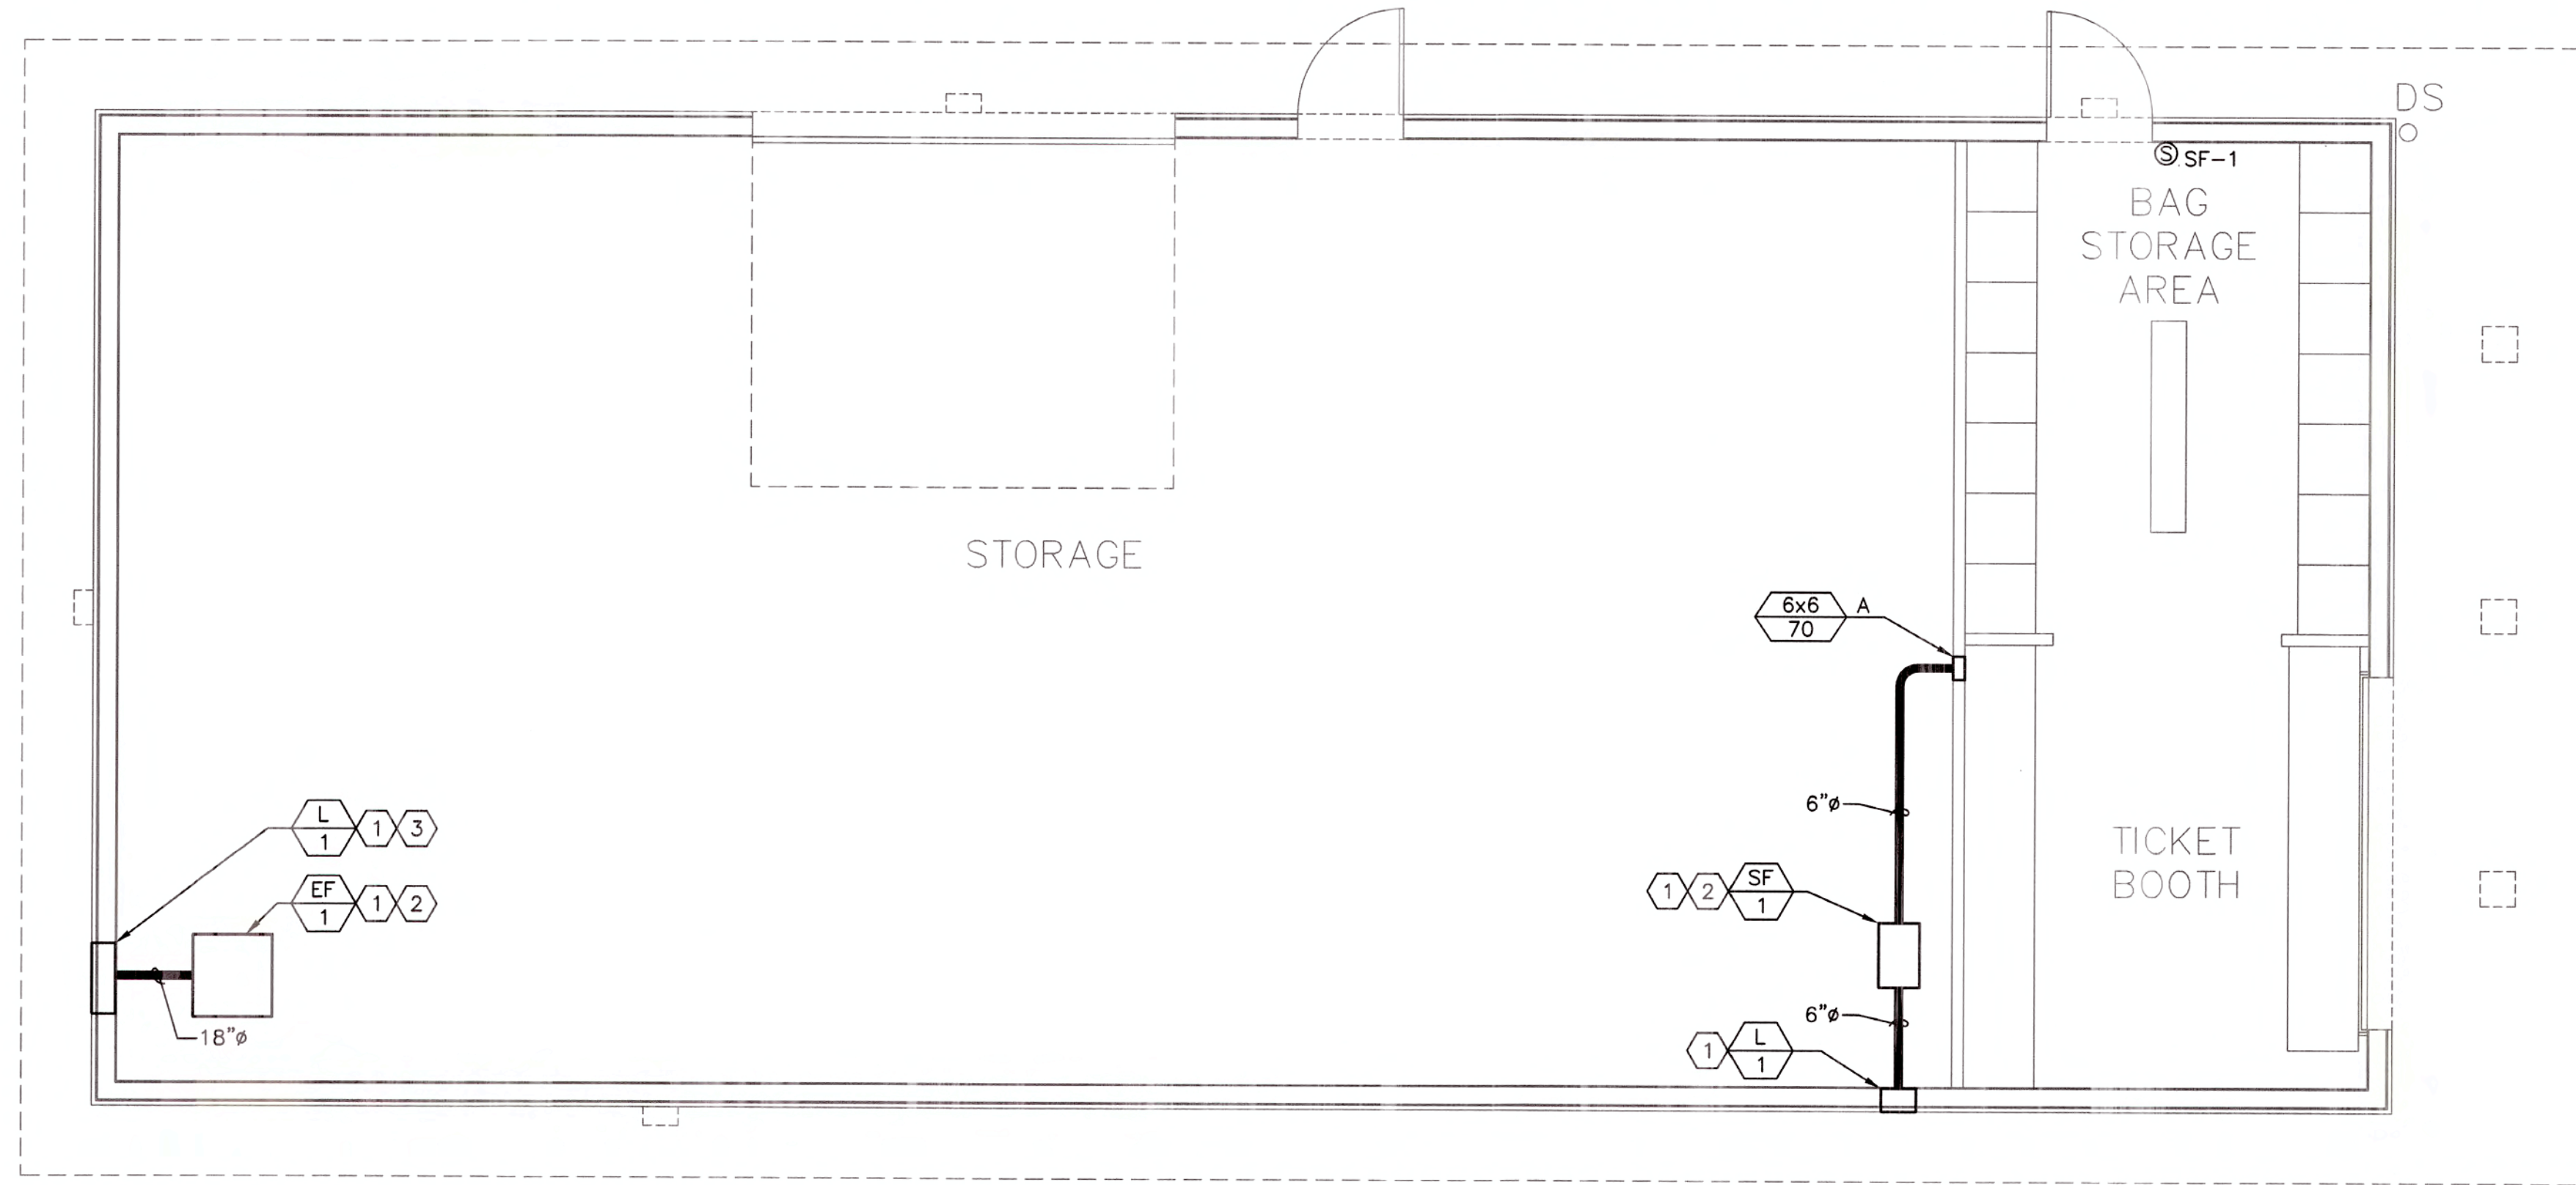 DS
S SF-1
BAG
STORAGE
AREA
STORAGE
6x6 A
70
L 1 3
1
EF 1 2
1
18"ø
6"ø
1 2 SF
1
6"ø
1 L
1
TICKET
BOOTH